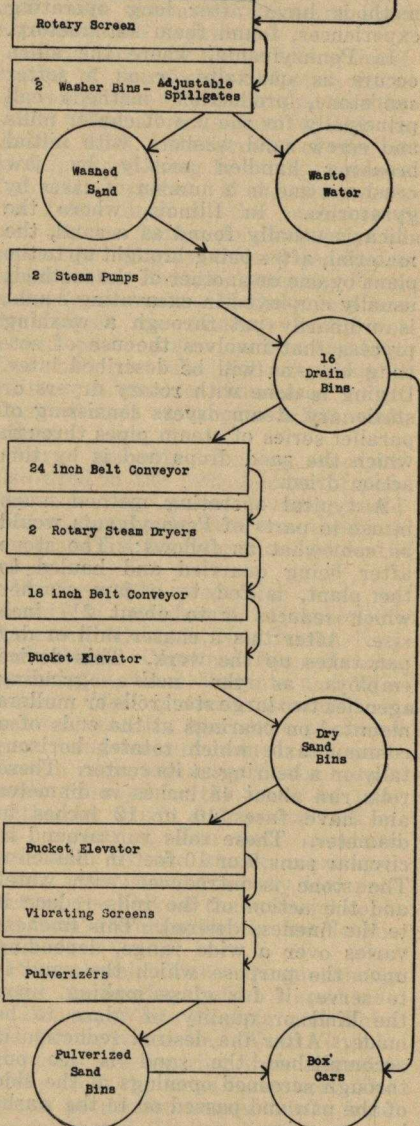 Rotary Screen
2 Washer Bins- Adjustable
Spillgates
Washed
Sand
Waste
Water
2 Steam Pumps
16
Drain
Bins
24 inch Belt Conveyor
2 Rotary Steam Dryers
18 inch Belt Conveyor
Bucket Elevator
Dry
Sand
Bins
Bucket Elevator
Vibrating Screens
Pulverizers
Pulverized
Sand
Bins
Box
Cars